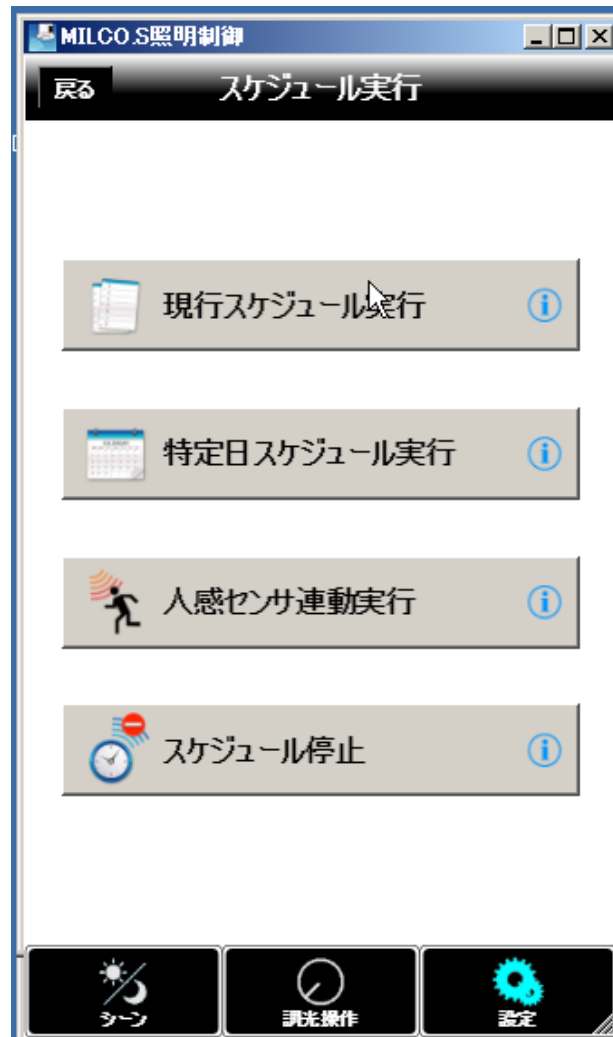 MILCO.S照明制御
戻る
スケジュール実行
現行スケジュール実行
特定日スケジュール実行
人感センサ連動実行
スケジュール停止
シーン
調光操作
設定